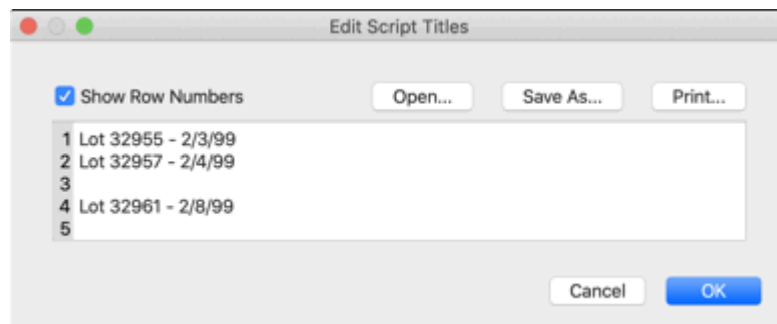 Edit Script Titles
Show Row Numbers Open... Save As... Print...
1 Lot 32955 - 2/3/99
2 Lot 32957 - 2/4/99
3
4 Lot 32961 - 2/8/99
5
Cancel OK